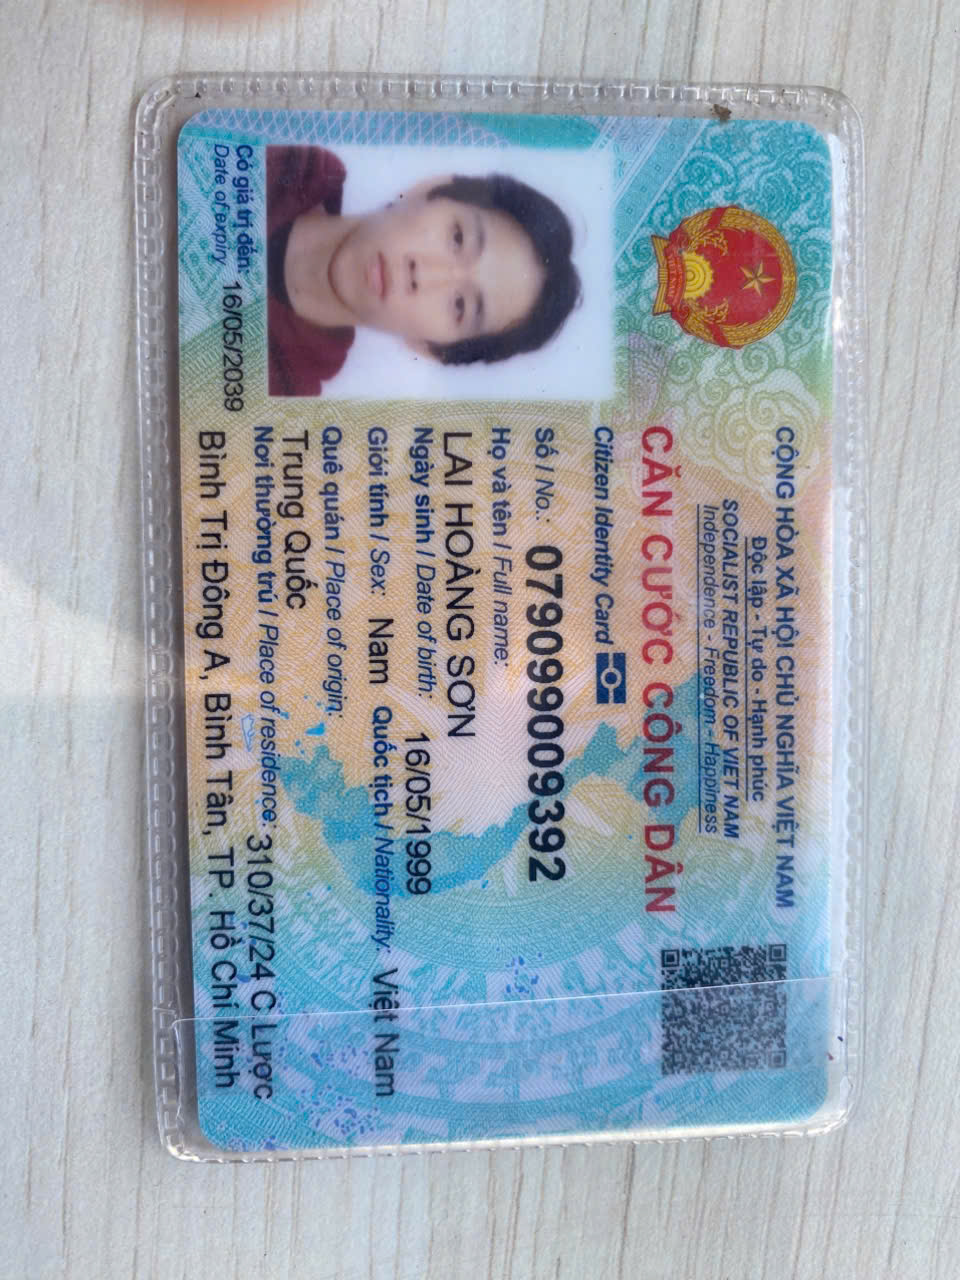 CỘNG HÒA XÃ HỘI CHỦ NGHĨA VIỆT NAM
Độc lập - Tự do - Hạnh phúc
SOCIALIST REPUBLIC OF VIET NAM
Independence - Freedom - Happiness
CĂN CƯỚC CÔNG DÂN
Citizen Identity Card
Số / No.: 079099009392
Họ và tên / Full name:
LAI HOÀNG SƠN
Ngày sinh / Date of birth: 16/05/1999
Giới tính / Sex: Nam Quốc tịch / Nationality: Việt Nam
Quê quán / Place of origin:
Trung Quốc
Nơi thường trú / Place of residence: 310/37/24 C Lược
Bình Trị Đông A, Bình Tân, TP. Hồ Chí Minh
Có giá trị đến: 16/05/2039
Date of expiry
VIỆT NAM